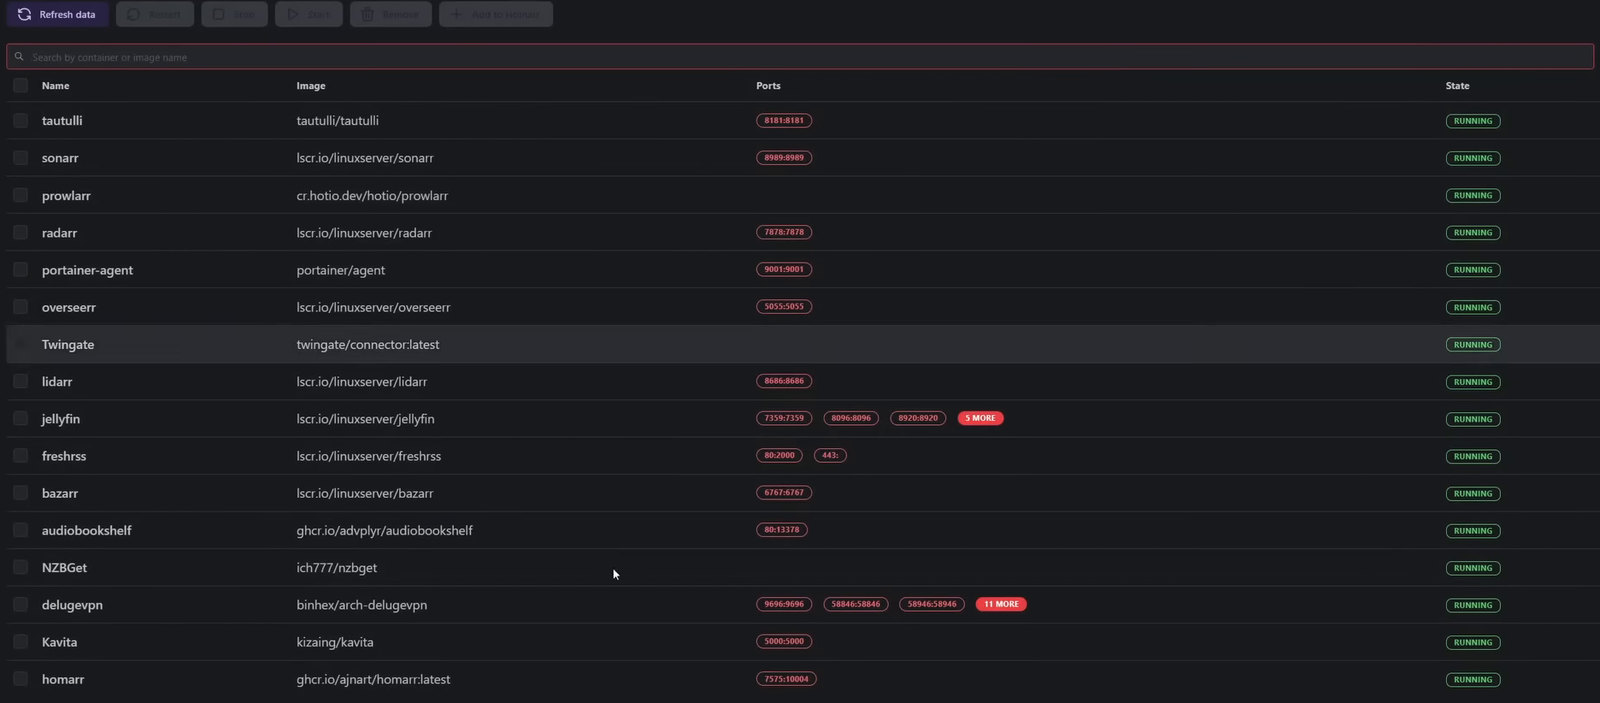 Refresh data Restart Stop Start Remove Add to Homarr
Search by container or image name
Name Image Ports State
tautulli tautulli/tautulli 8181:8181 RUNNING
sonarr lscr.io/linuxserver/sonarr 8989:8989 RUNNING
prowlarr cr.hotio.dev/hotio/prowlarr RUNNING
radarr lscr.io/linuxserver/radarr 7878:7878 RUNNING
portainer-agent portainer/agent 9001:9001 RUNNING
overseerr lscr.io/linuxserver/overseerr 5055:5055 RUNNING
Twingate twingate/connector:latest RUNNING
lidarr lscr.io/linuxserver/lidarr 8686:8686 RUNNING
jellyfin lscr.io/linuxserver/jellyfin 7359:7359 8096:8096 8920:8920 5 MORE RUNNING
freshrss lscr.io/linuxserver/freshrss 80:2000 443: RUNNING
bazarr lscr.io/linuxserver/bazarr 6767:6767 RUNNING
audiobookshelf ghcr.io/advplyr/audiobookshelf 80:13378 RUNNING
NZBGet ich777/nzbget RUNNING
delugevpn binhex/arch-delugevpn 9696:9696 58846:58846 58946:58946 11 MORE RUNNING
Kavita kizaing/kavita 5000:5000 RUNNING
homarr ghcr.io/ajnart/homarr:latest 7575:10004 RUNNING